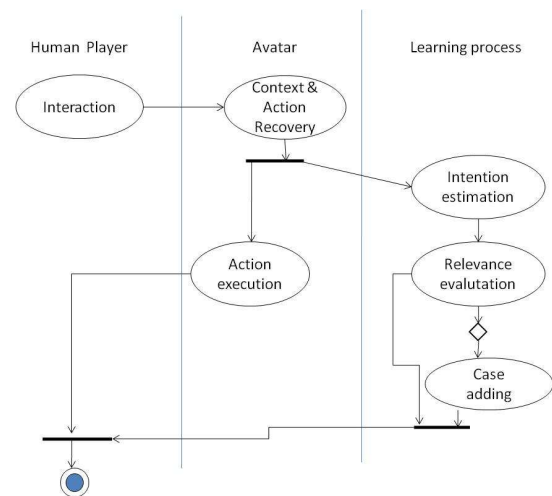 Human Player
Avatar
Learning process
Interaction
Context &
Action
Recovery
Intention
estimation
Action
execution
Relevance
evalutation
Case
adding